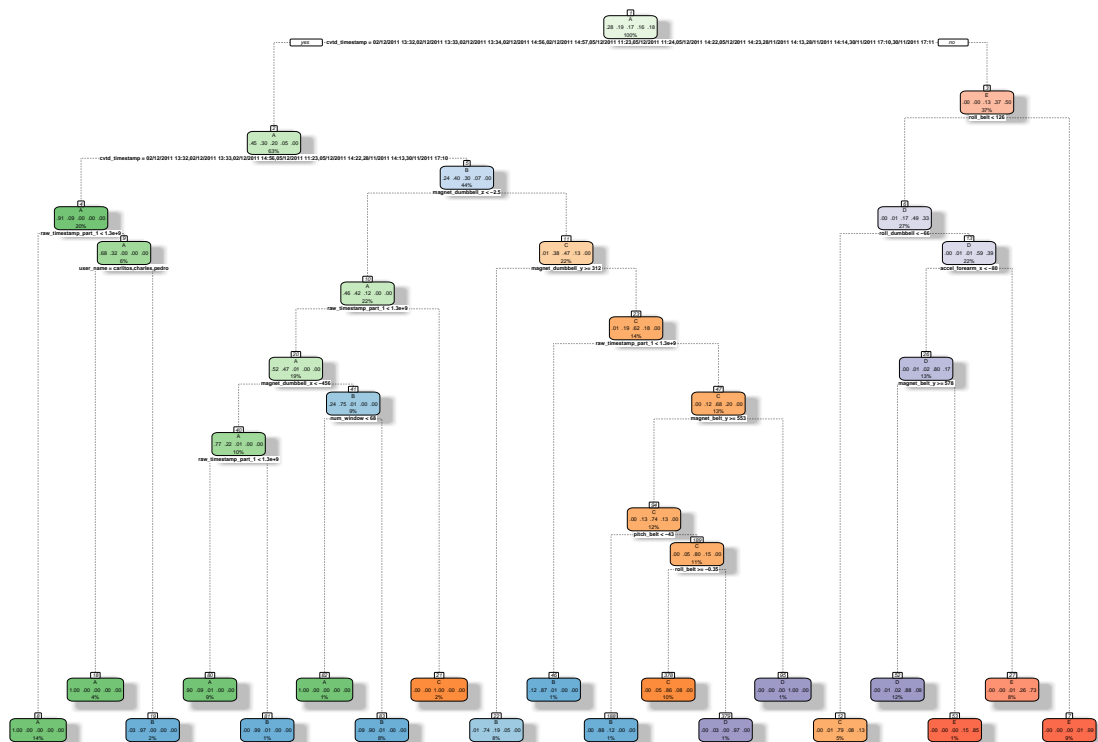 1
A
.28 .19 .17 .16 .18
100%
yes
cvtd_timestamp = 02/12/2011 13:32,02/12/2011 13:33,02/12/2011 13:34,02/12/2011 14:56,02/12/2011 14:57,05/12/2011 11:23,05/12/2011 11:24,05/12/2011 14:22,05/12/2011 14:23,28/11/2011 14:13,28/11/2011 14:14,30/11/2011 17:10,30/11/2011 17:11
no
3
E
.00 .00 .13 .37 .50
37%
roll_belt < 126
2
A
.45 .30 .20 .05 .00
63%
cvtd_timestamp = 02/12/2011 13:32,02/12/2011 13:33,02/12/2011 14:56,05/12/2011 11:23,05/12/2011 14:22,28/11/2011 14:13,30/11/2011 17:10
5
B
.24 .40 .30 .07 .00
44%
magnet_dumbbell_z < −2.5
4
A
.91 .09 .00 .00 .00
20%
raw_timestamp_part_1 < 1.3e+9
6
D
.00 .01 .17 .49 .33
27%
roll_dumbbell < −66
9
A
.68 .32 .00 .00 .00
6%
user_name = carlitos,charles,pedro
11
C
.01 .38 .47 .13 .00
22%
magnet_dumbbell_y >= 312
13
D
.00 .01 .01 .59 .39
22%
accel_forearm_x < −80
10
A
.46 .42 .12 .00 .00
22%
raw_timestamp_part_1 < 1.3e+9
23
C
.01 .19 .62 .18 .00
14%
raw_timestamp_part_1 < 1.3e+9
20
A
.52 .47 .01 .00 .00
19%
magnet_dumbbell_x < −456
26
D
.00 .01 .02 .80 .17
13%
magnet_belt_y >= 578
41
B
.24 .75 .01 .00 .00
9%
num_window < 68
47
C
.00 .12 .68 .20 .00
13%
magnet_belt_y >= 553
40
A
.77 .22 .01 .00 .00
10%
raw_timestamp_part_1 < 1.3e+9
94
C
.00 .13 .74 .13 .00
12%
pitch_belt < −43
189
C
.00 .05 .80 .15 .00
11%
roll_belt >= −0.35
18
A
1.00 .00 .00 .00 .00
4%
80
A
.90 .09 .01 .00 .00
9%
82
A
1.00 .00 .00 .00 .00
1%
21
C
.00 .00 1.00 .00 .00
2%
46
B
.12 .87 .01 .00 .00
1%
378
C
.00 .05 .86 .08 .00
10%
95
D
.00 .00 .00 1.00 .00
1%
52
D
.00 .01 .02 .88 .08
12%
27
E
.00 .00 .01 .26 .73
8%
8
A
1.00 .00 .00 .00 .00
14%
19
B
.03 .97 .00 .00 .00
2%
81
B
.00 .99 .01 .00 .00
1%
83
B
.09 .90 .01 .00 .00
8%
22
B
.01 .74 .19 .05 .00
8%
188
B
.00 .88 .12 .00 .00
1%
379
D
.00 .03 .00 .97 .00
1%
12
C
.00 .01 .79 .08 .13
5%
53
E
.00 .00 .00 .15 .85
1%
7
E
.00 .00 .00 .01 .99
9%